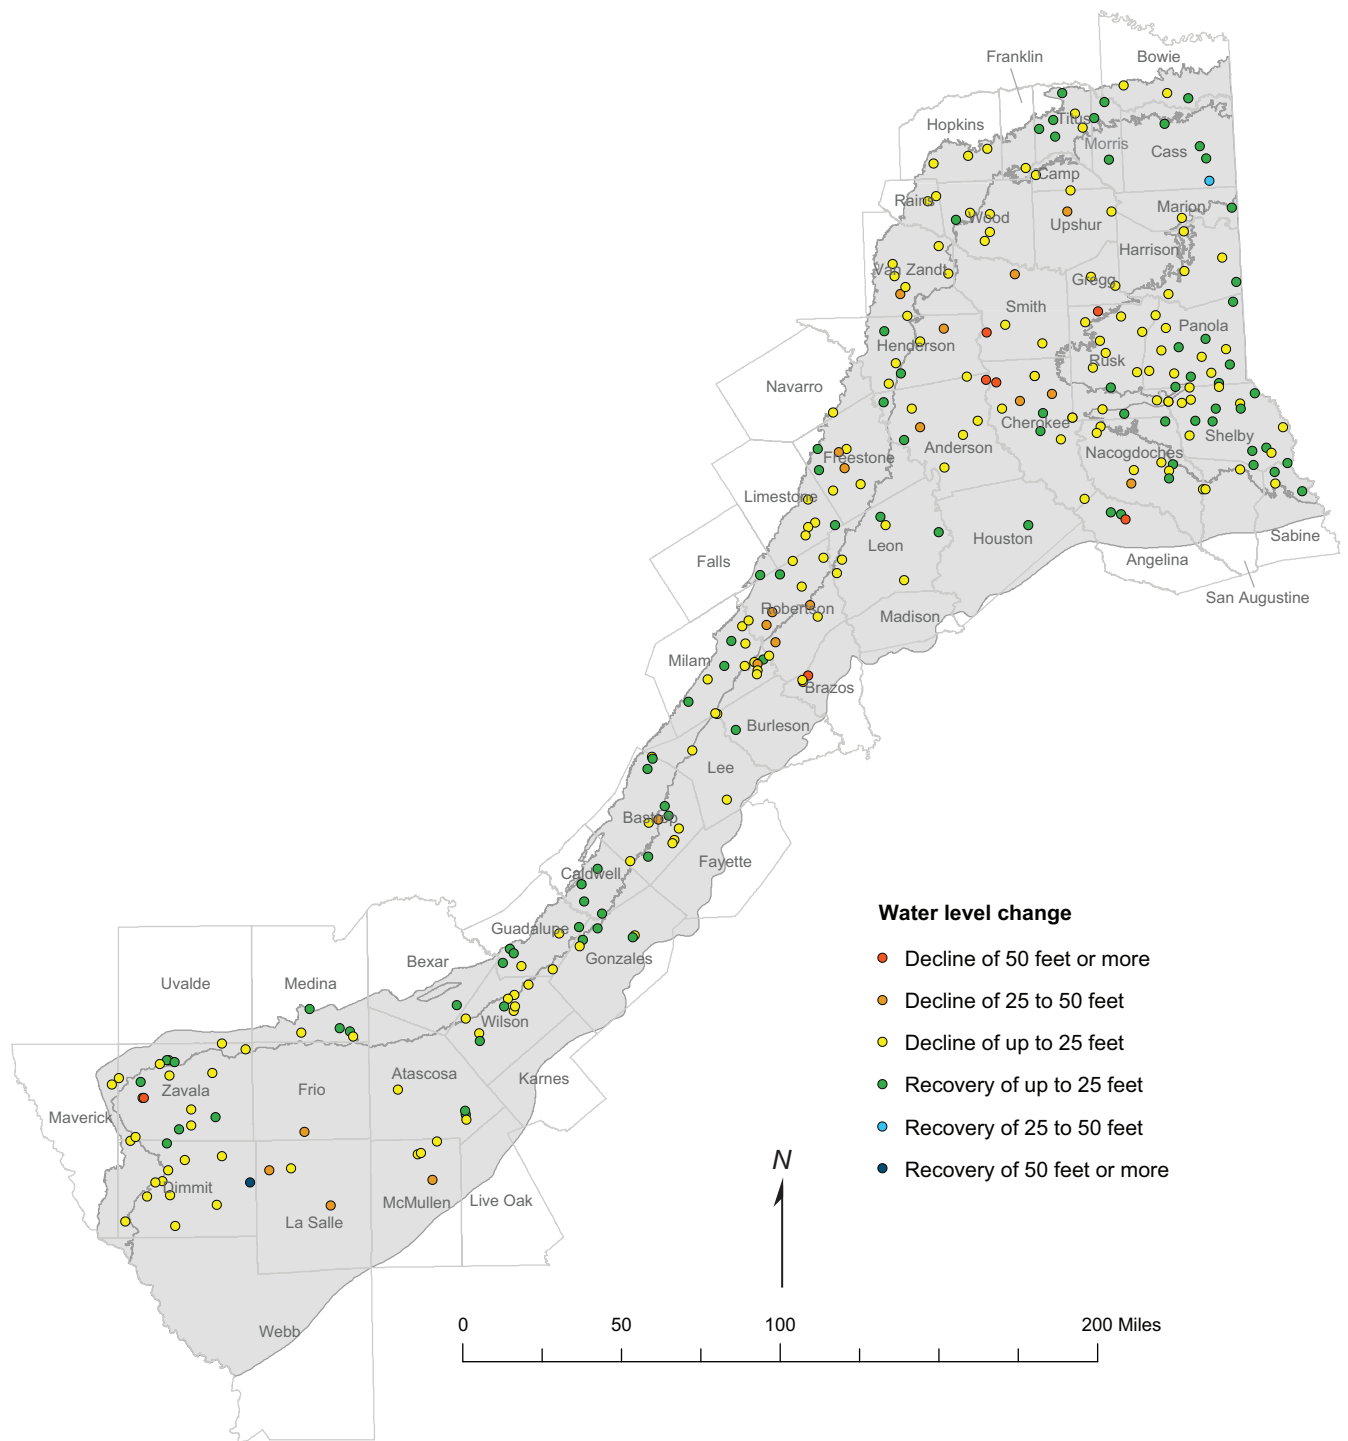 Franklin
Bowie
Hopkins
Titus
Morris
Cass
Camp
Rains
Wood
Marion
Upshur
Harrison
Van Zandt
Gregg
Smith
Panola
Henderson
Rusk
Navarro
Cherokee
Shelby
Anderson
Nacogdoches
Freestone
Limestone
Houston
Sabine
Leon
Falls
Angelina
San Augustine
Robertson
Madison
Milam
Brazos
Burleson
Lee
Bastrop
Fayette
Caldwell
Guadalupe
Gonzales
Bexar
Uvalde
Medina
Wilson
Karnes
Atascosa
Zavala
Frio
Maverick
Dimmit
La Salle
McMullen
Live Oak
Webb
Water level change
Decline of 50 feet or more
Decline of 25 to 50 feet
Decline of up to 25 feet
Recovery of up to 25 feet
Recovery of 25 to 50 feet
Recovery of 50 feet or more
N
0 50 100 200 Miles